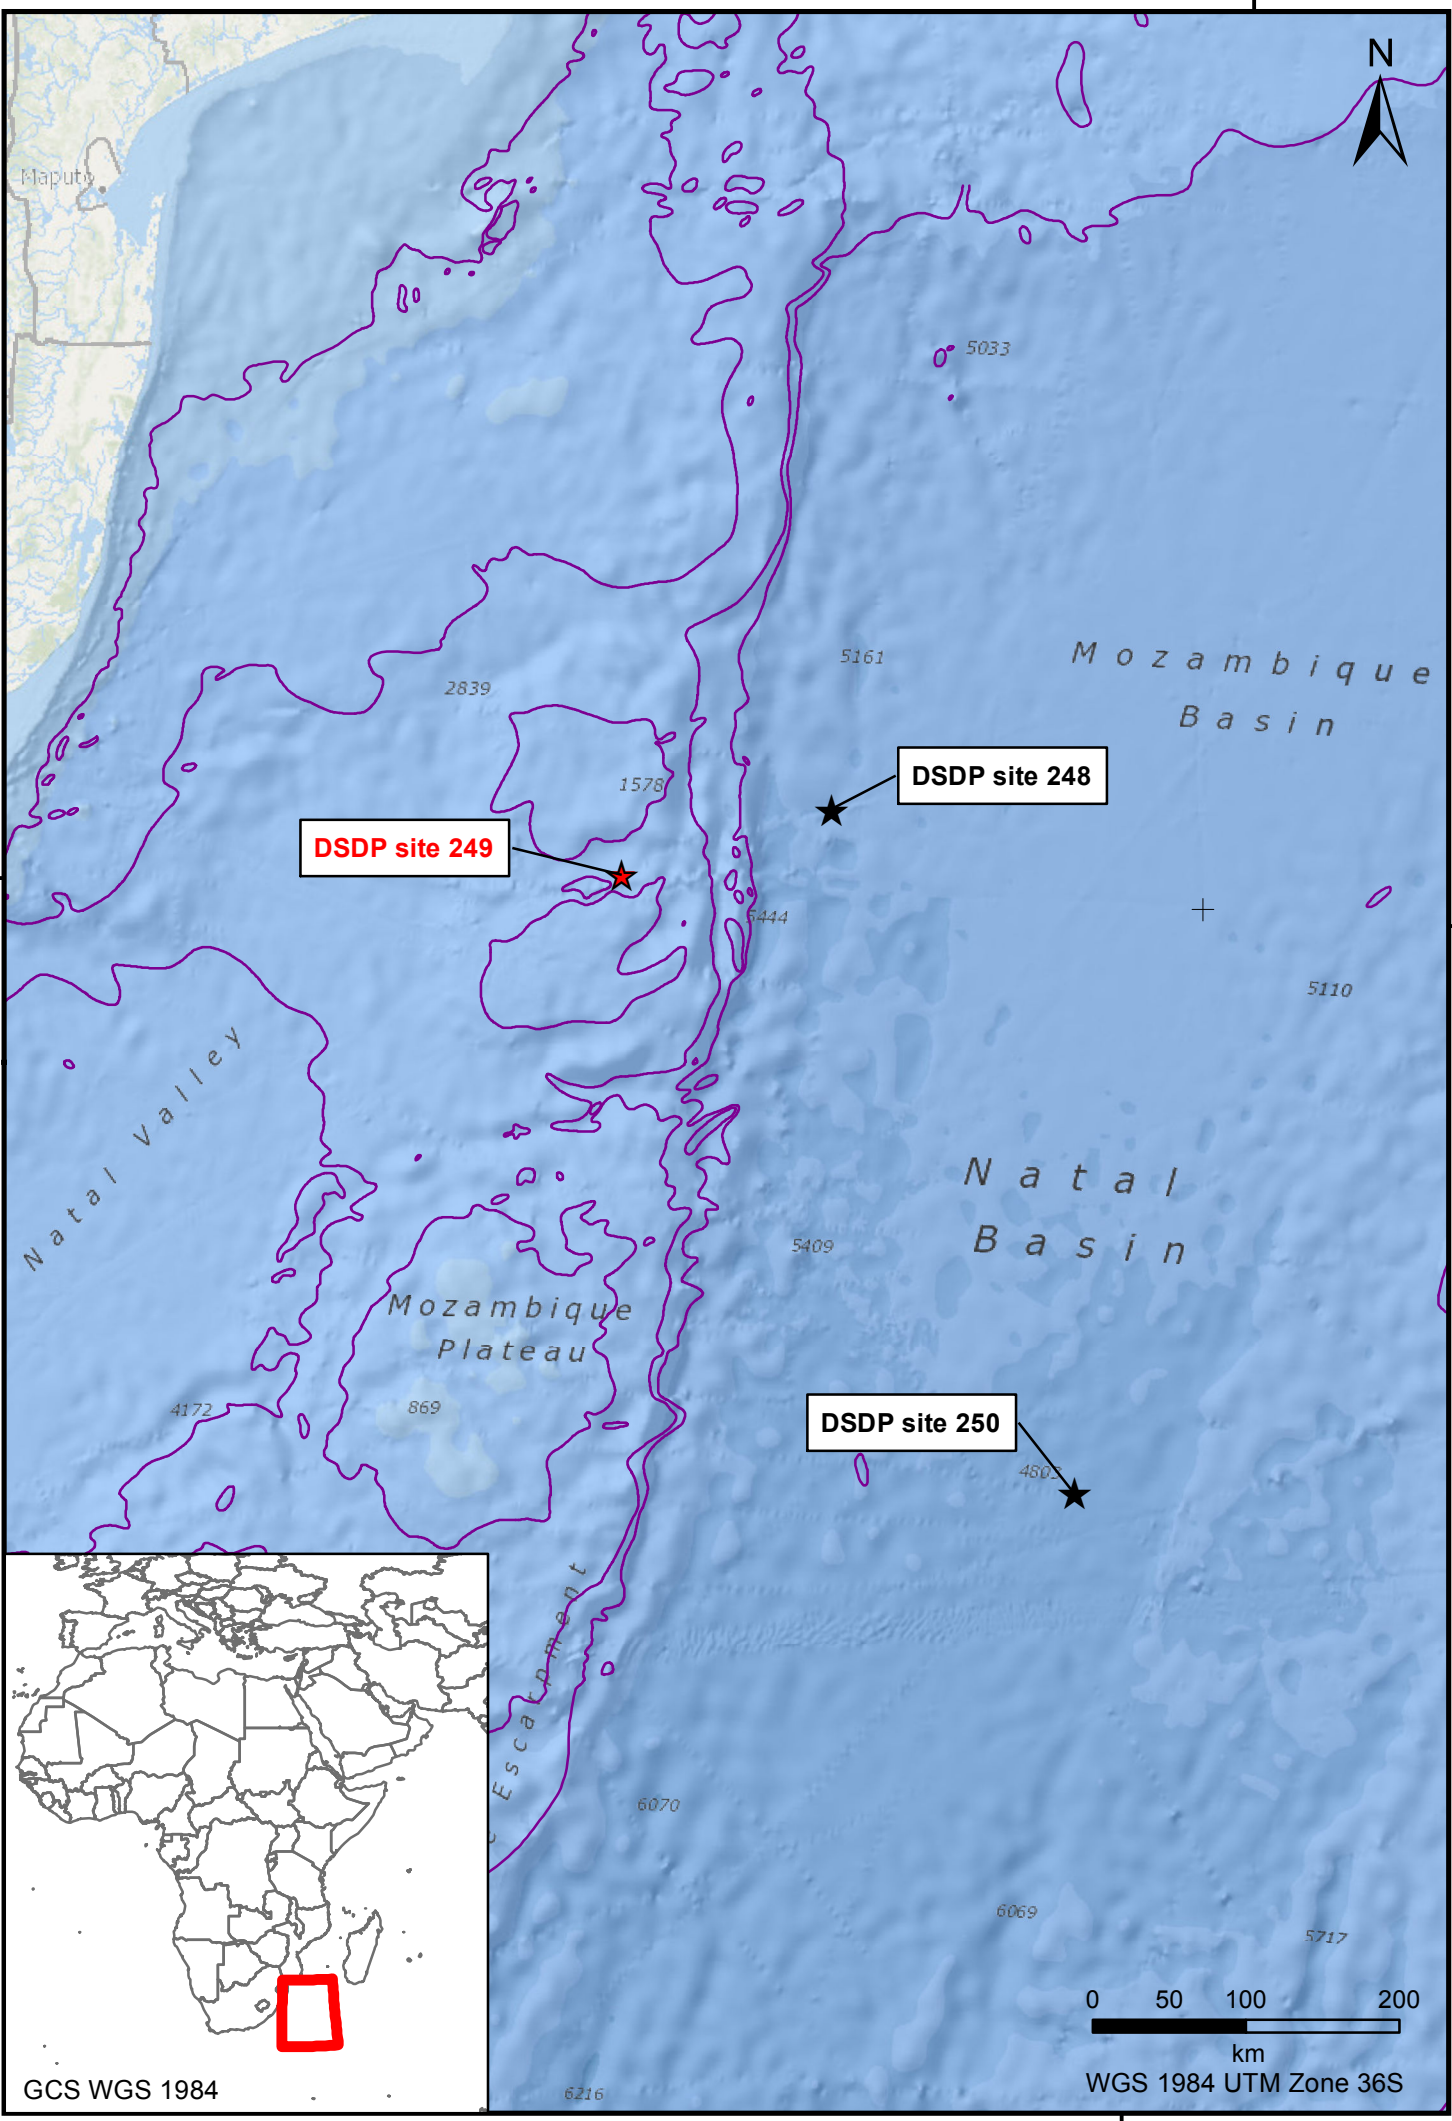 N
Maputo
5033
Mozambique
Basin
5161
2839
1578
DSDP site 248
DSDP site 249
5444
5110
Natal Valley
Natal
Basin
5409
Mozambique
Plateau
869
4172
DSDP site 250
4803
Escarpment
6070
6069
5717
6216
0 50 100 200
km
WGS 1984 UTM Zone 36S
GCS WGS 1984